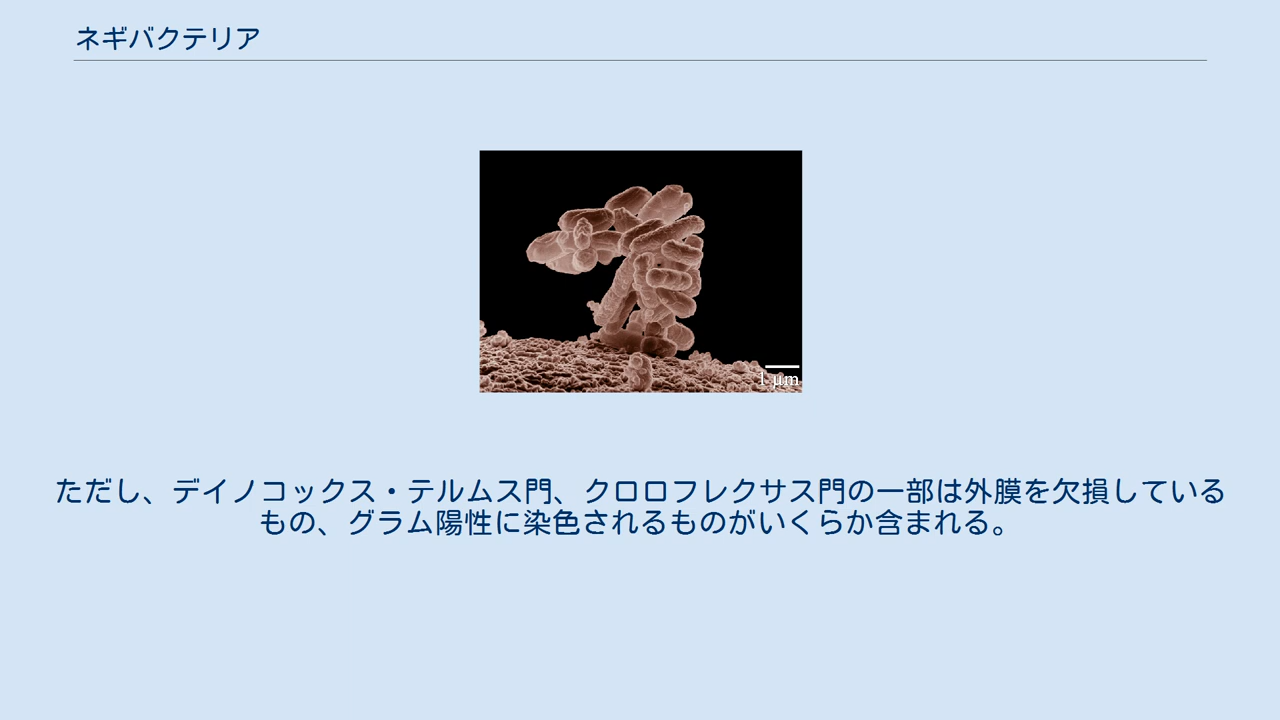 ネギバクテリア
1 μm
ただし、デイノコックス・テルムス門、クロロフレクサス門の一部は外膜を欠損している
もの、グラム陽性に染色されるものがいくらか含まれる。